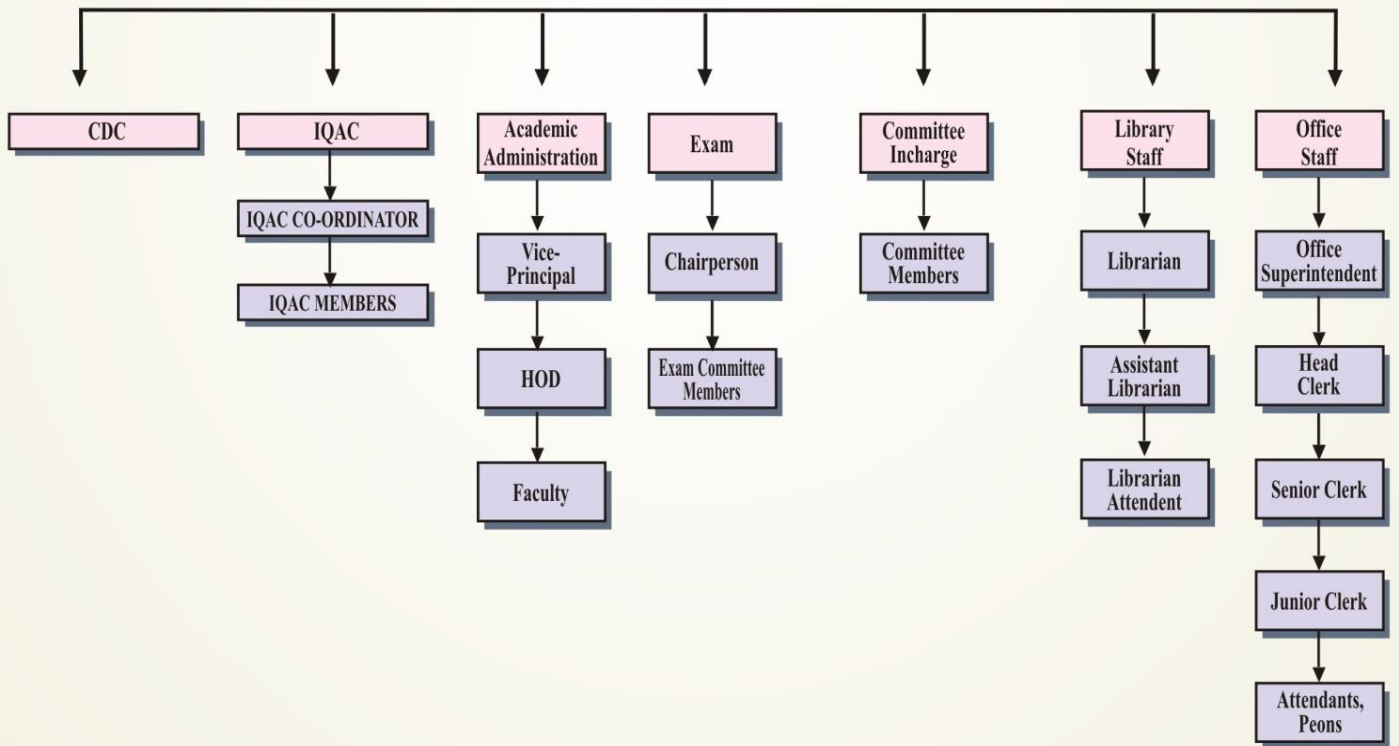 CDC
IQAC
IQAC CO-ORDINATOR
IQAC MEMBERS
Academic
Administration
Vice-
Principal
HOD
Faculty
Exam
Chairperson
Exam Committee
Members
Committee
Incharge
Committee
Members
Library
Staff
Librarian
Assistant
Librarian
Librarian
Attendent
Office
Staff
Office
Superintendent
Head
Clerk
Senior Clerk
Junior Clerk
Attendants,
Peons